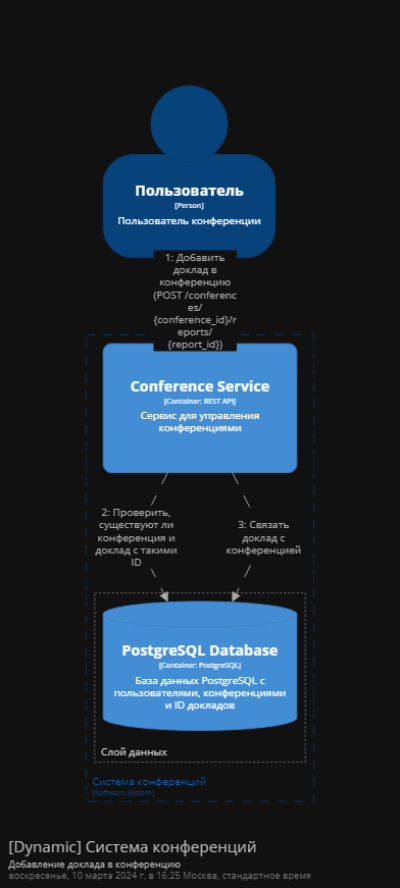 Пользователь
[Person]
Пользователь конференции
1: Добавить
доклад в
конференцию
(POST /conferenc
es/
{conference_id}/r
eports/
{report_id})
Conference Service
[Container: REST API]
Сервис для управления
конференциями
2: Проверить,
существуют ли
конференция и
доклад с такими
ID
3: Связать
доклад с
конференцией
PostgreSQL Database
[Container: PostgreSQL]
База данных PostgreSQL с
пользователями, конференциями
и ID докладов
Слой данных
Система конференций
[Software System]
[Dynamic] Система конференций
Добавление доклада в конференцию
воскресенье, 10 марта 2024 г. в 16:25 Москва, стандартное время